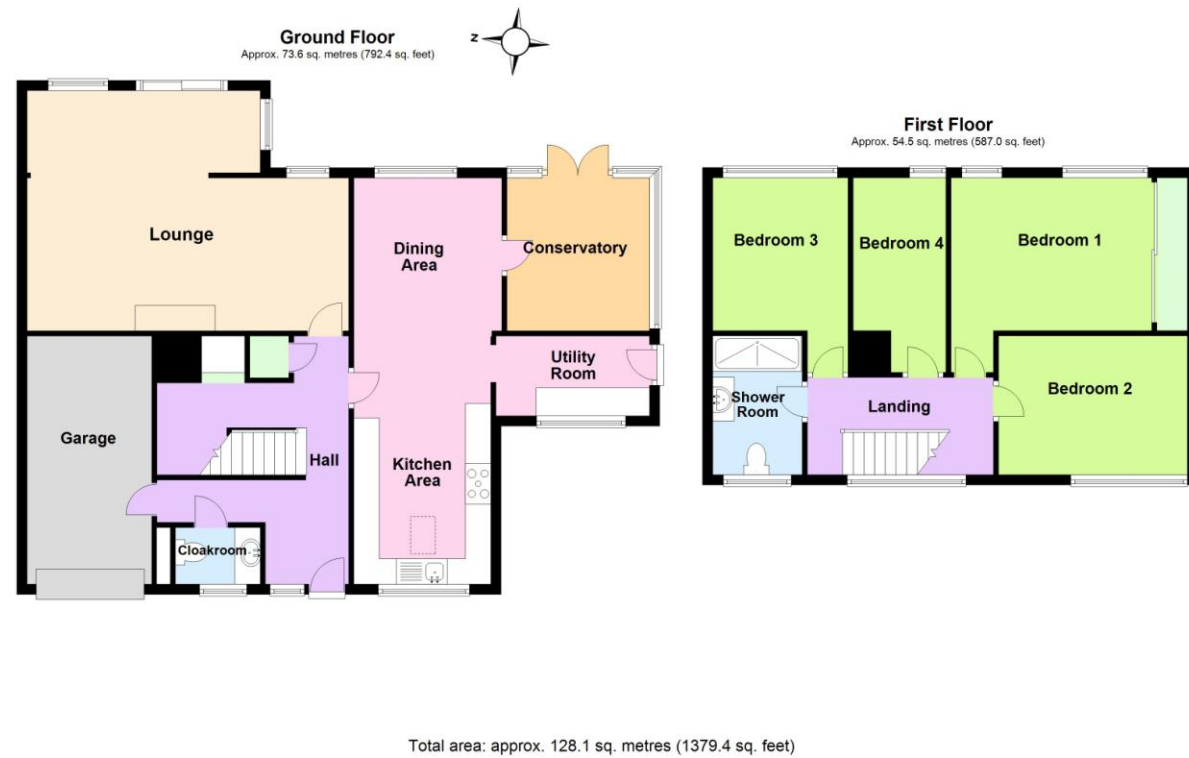 Ground Floor
Approx. 73.6 sq. metres (792.4 sq. feet)
N
Lounge
Dining
Area
Conservatory
Utility
Room
Garage
Hall
Kitchen
Area
Cloakroom
First Floor
Approx. 54.5 sq. metres (587.0 sq. feet)
Bedroom 3
Bedroom 4
Bedroom 1
Shower
Room
Landing
Bedroom 2
Total area: approx. 128.1 sq. metres (1379.4 sq. feet)